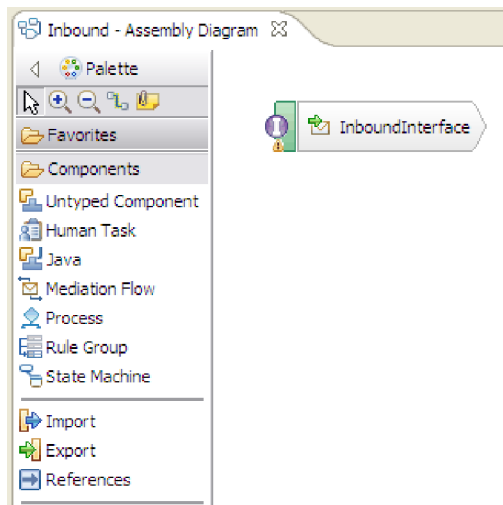 Inbound - Assembly Diagram
Palette
Favorites
Components
Untyped Component
Human Task
Java
Mediation Flow
Process
Rule Group
State Machine
Import
Export
References
InboundInterface